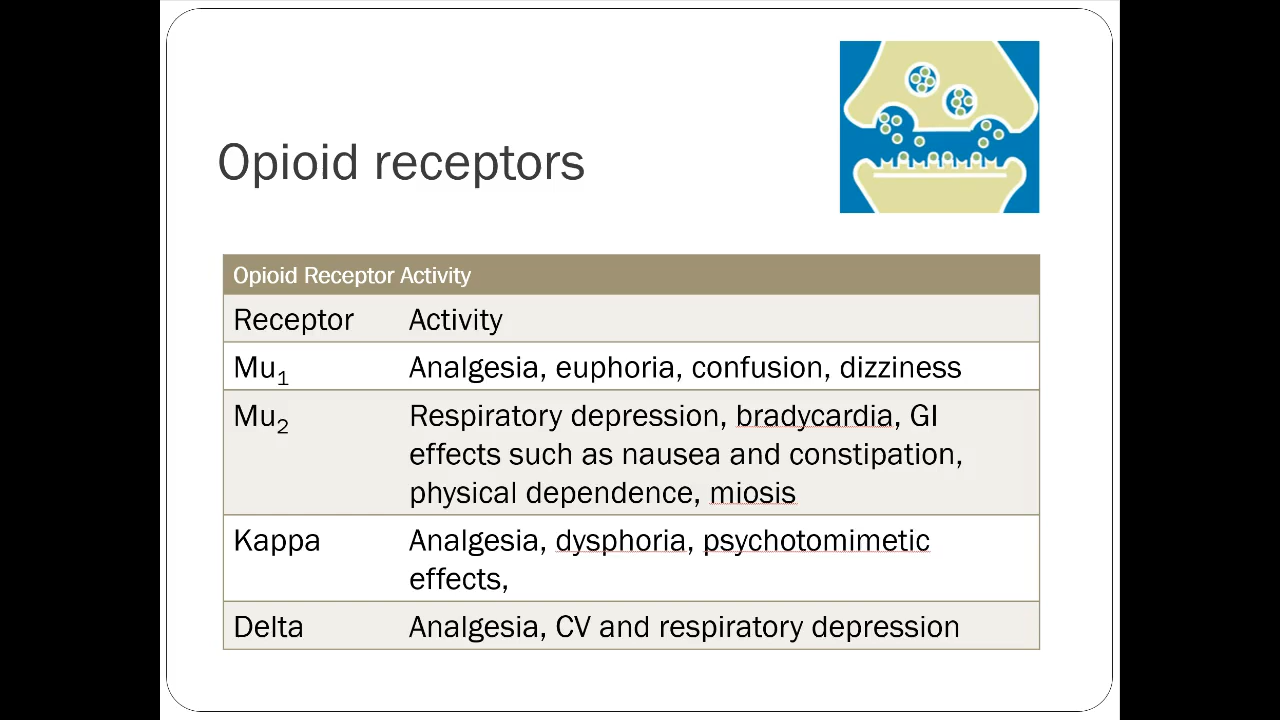 Opioid receptors
Opioid Receptor Activity
Receptor Activity
Mu₁ Analgesia, euphoria, confusion, dizziness
Mu₂ Respiratory depression, bradycardia, GI
effects such as nausea and constipation,
physical dependence, miosis
Kappa Analgesia, dysphoria, psychotomimetic
effects,
Delta Analgesia, CV and respiratory depression